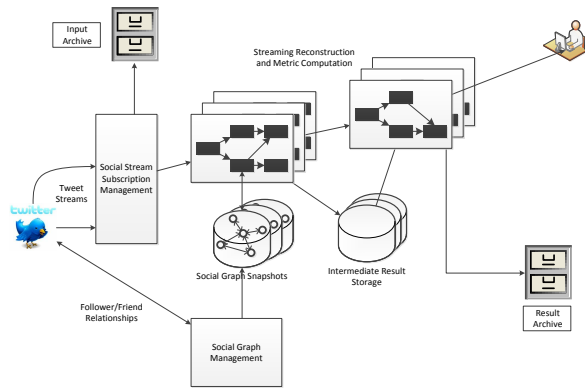 Input
Archive
Streaming Reconstruction
and Metric Computation
Social Stream
Subscription
Management
Tweet
Streams
twitter
Social Graph Snapshots
Intermediate Result
Storage
Follower/Friend
Relationships
Result
Archive
Social Graph
Management